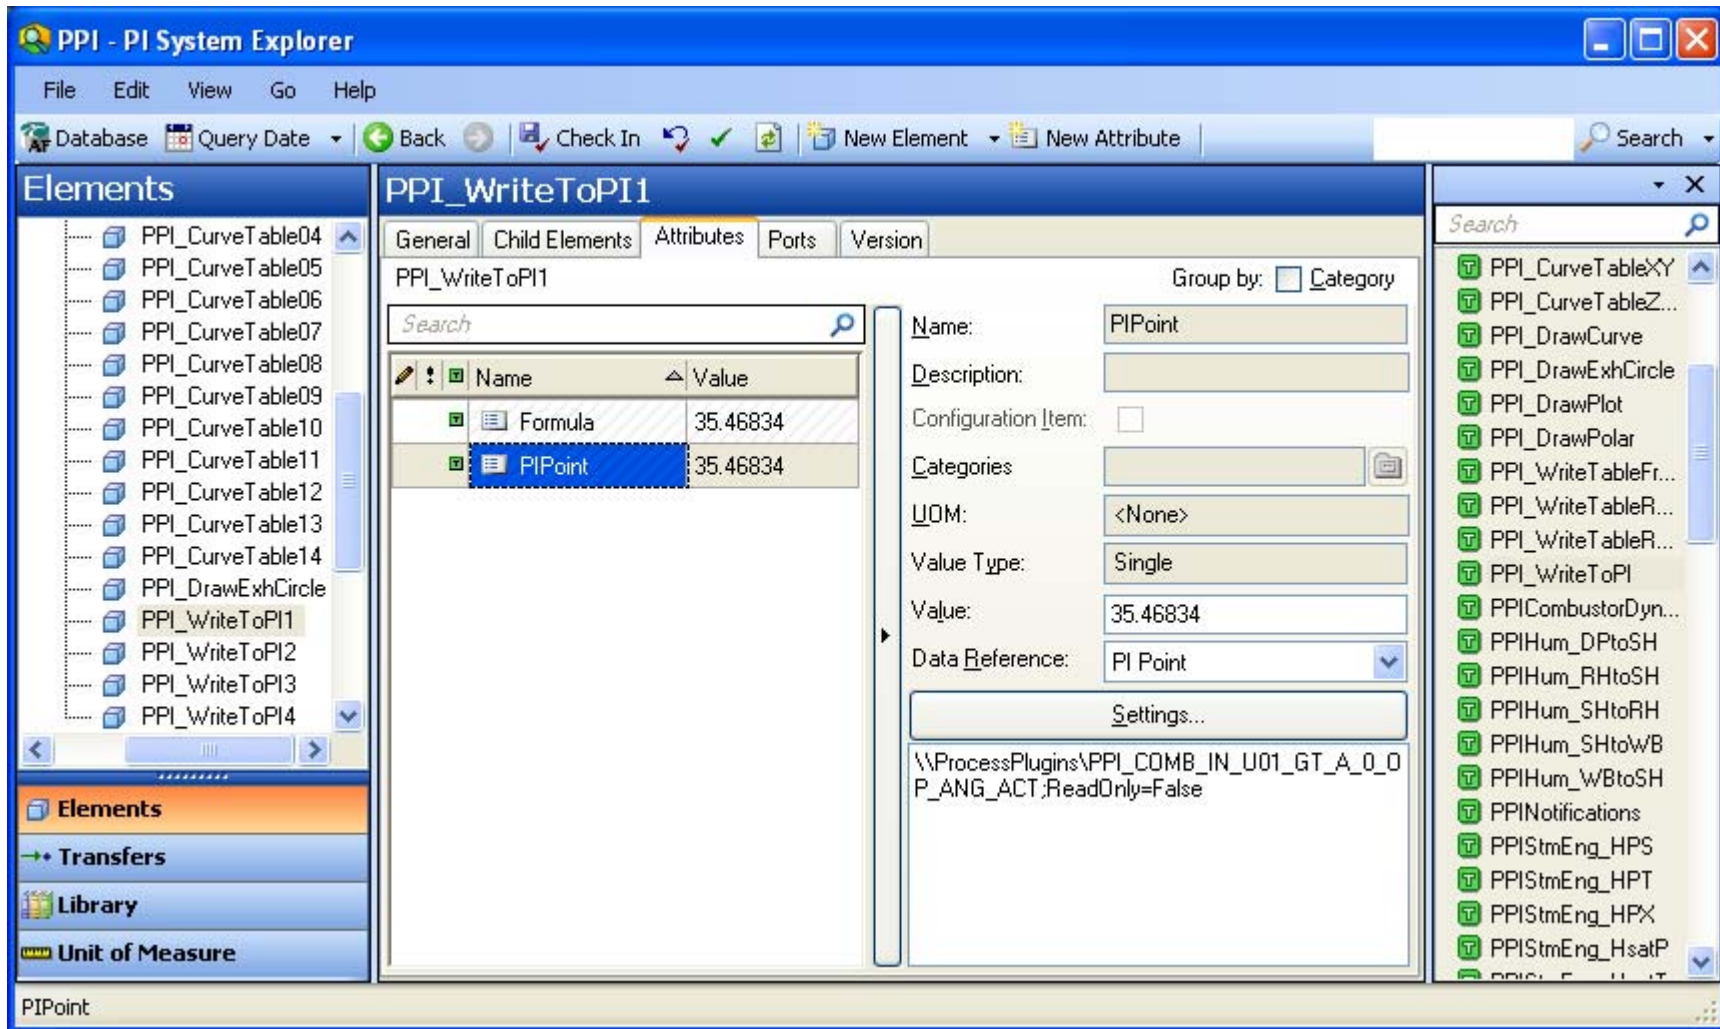 PPI - PI System Explorer
File Edit View Go Help
AF Database Query Date Back Check In New Element New Attribute Search
Elements
PPI_CurveTable04
PPI_CurveTable05
PPI_CurveTable06
PPI_CurveTable07
PPI_CurveTable08
PPI_CurveTable09
PPI_CurveTable10
PPI_CurveTable11
PPI_CurveTable12
PPI_CurveTable13
PPI_CurveTable14
PPI_DrawExhCircle
PPI_WriteToPI1
PPI_WriteToPI2
PPI_WriteToPI3
PPI_WriteToPI4
Elements
Transfers
Library
Unit of Measure
PPI_WriteToPI1
General Child Elements Attributes Ports Version
PPI_WriteToPI1 Group by: Category
Search
Name Value
Formula 35.46834
PIPoint 35.46834
Name: PIPoint
Description:
Configuration Item:
Categories
UOM: <None>
Value Type: Single
Value: 35.46834
Data Reference: PI Point
Settings...
\\ProcessPlugins\PPI_COMB_IN_U01_GT_A_0_O
P_ANG_ACT;ReadOnly=False
Search
PPI_CurveTableXY
PPI_CurveTableZ...
PPI_DrawCurve
PPI_DrawExhCircle
PPI_DrawPlot
PPI_DrawPolar
PPI_WriteTableFr...
PPI_WriteTableR...
PPI_WriteTableR...
PPI_WriteToPI
PPICombustorDyn...
PPIHum_DPtoSH
PPIHum_RHtoSH
PPIHum_SHtoRH
PPIHum_SHtoWB
PPIHum_WBtoSH
PPINotifications
PPIStmEng_HPS
PPIStmEng_HPT
PPIStmEng_HPX
PPIStmEng_HsatP
PIPoint